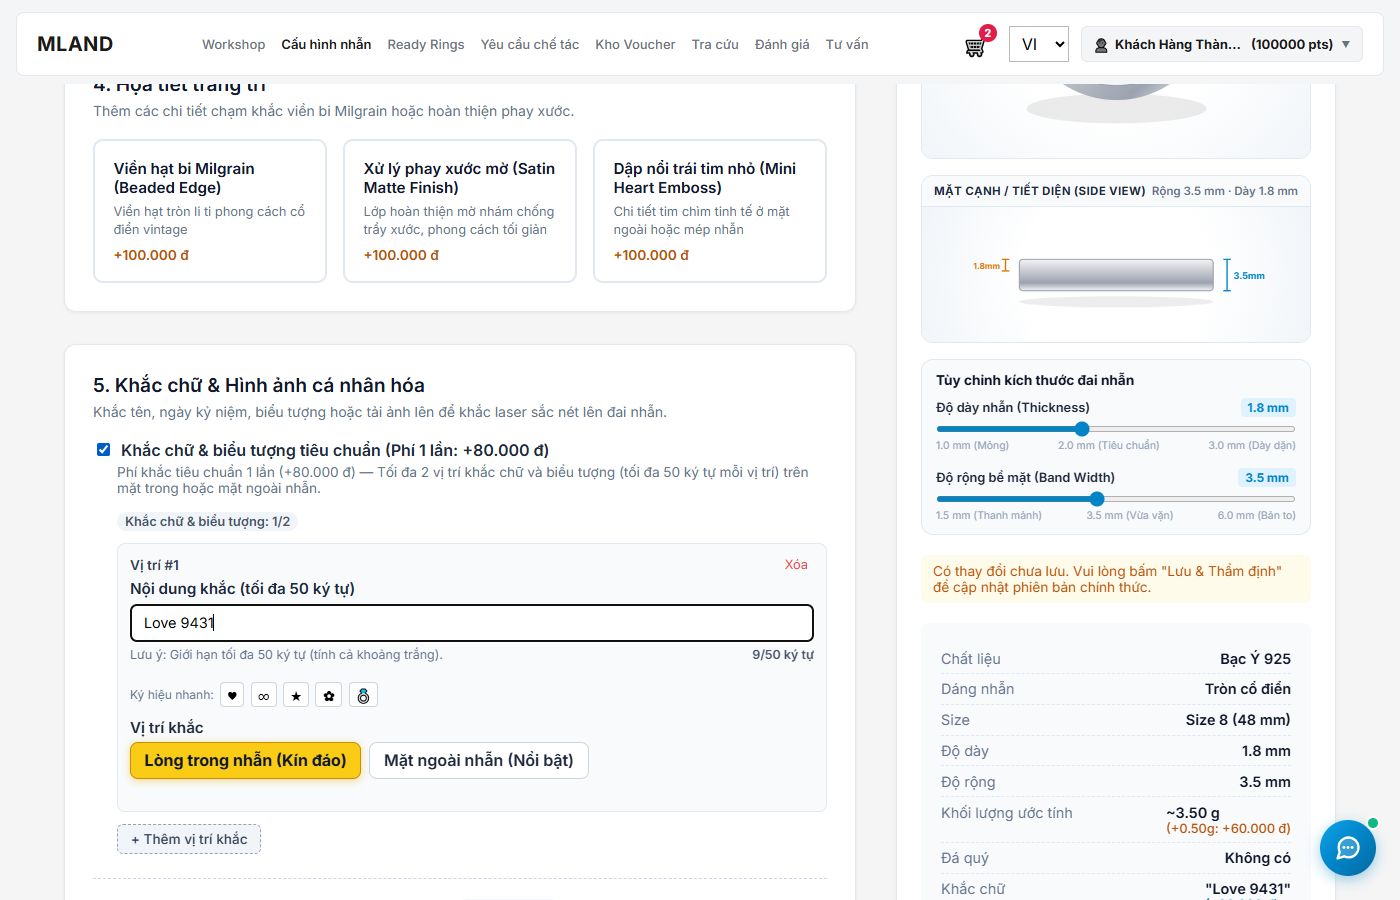 MLAND
Workshop
Cấu hình nhẫn
Ready Rings
Yêu cầu chế tác
Kho Voucher
Tra cứu
Đánh giá
Tư vấn
2
VI
Khách Hàng Thàn... (100000 pts) ▼
4. Họa tiết trang trí
Thêm các chi tiết chạm khắc viền bi Milgrain hoặc hoàn thiện phay xước.
Viền hạt bi Milgrain
(Beaded Edge)
Viền hạt tròn li ti phong cách cổ
điển vintage
+100.000 đ
Xử lý phay xước mờ (Satin
Matte Finish)
Lớp hoàn thiện mờ nhám chống
trầy xước, phong cách tối giản
+100.000 đ
Dập nổi trái tim nhỏ (Mini
Heart Emboss)
Chi tiết tim chìm tinh tế ở mặt
ngoài hoặc mép nhẫn
+100.000 đ
5. Khắc chữ & Hình ảnh cá nhân hóa
Khắc tên, ngày kỷ niệm, biểu tượng hoặc tải ảnh lên để khắc laser sắc nét lên đai nhẫn.
Khắc chữ & biểu tượng tiêu chuẩn (Phí 1 lần: +80.000 đ)
Phí khắc tiêu chuẩn 1 lần (+80.000 đ) — Tối đa 2 vị trí khắc chữ và biểu tượng (tối đa 50 ký tự mỗi vị trí) trên
mặt trong hoặc mặt ngoài nhẫn.
Khắc chữ & biểu tượng: 1/2
Vị trí #1
Xóa
Nội dung khắc (tối đa 50 ký tự)
Love 9431
Lưu ý: Giới hạn tối đa 50 ký tự (tính cả khoảng trắng).
9/50 ký tự
Ký hiệu nhanh: ♥ ∞ ★ ✿ 💍
Vị trí khắc
Lòng trong nhẫn (Kín đáo)
Mặt ngoài nhẫn (Nổi bật)
+ Thêm vị trí khắc
MẶT CẠNH / TIẾT DIỆN (SIDE VIEW)
Rộng 3.5 mm · Dày 1.8 mm
1.8mm
3.5mm
Tùy chỉnh kích thước đai nhẫn
Độ dày nhẫn (Thickness)
1.8 mm
1.0 mm (Mỏng)
2.0 mm (Tiêu chuẩn)
3.0 mm (Dày dặn)
Độ rộng bề mặt (Band Width)
3.5 mm
1.5 mm (Thanh mảnh)
3.5 mm (Vừa vặn)
6.0 mm (Bản to)
Có thay đổi chưa lưu. Vui lòng bấm "Lưu & Thẩm định"
để cập nhật phiên bản chính thức.
Chất liệu
Bạc Ý 925
Dáng nhẫn
Tròn cổ điển
Size
Size 8 (48 mm)
Độ dày
1.8 mm
Độ rộng
3.5 mm
Khối lượng ước tính
~3.50 g
(+0.50g: +60.000 đ)
Đá quý
Không có
Khắc chữ
"Love 9431"